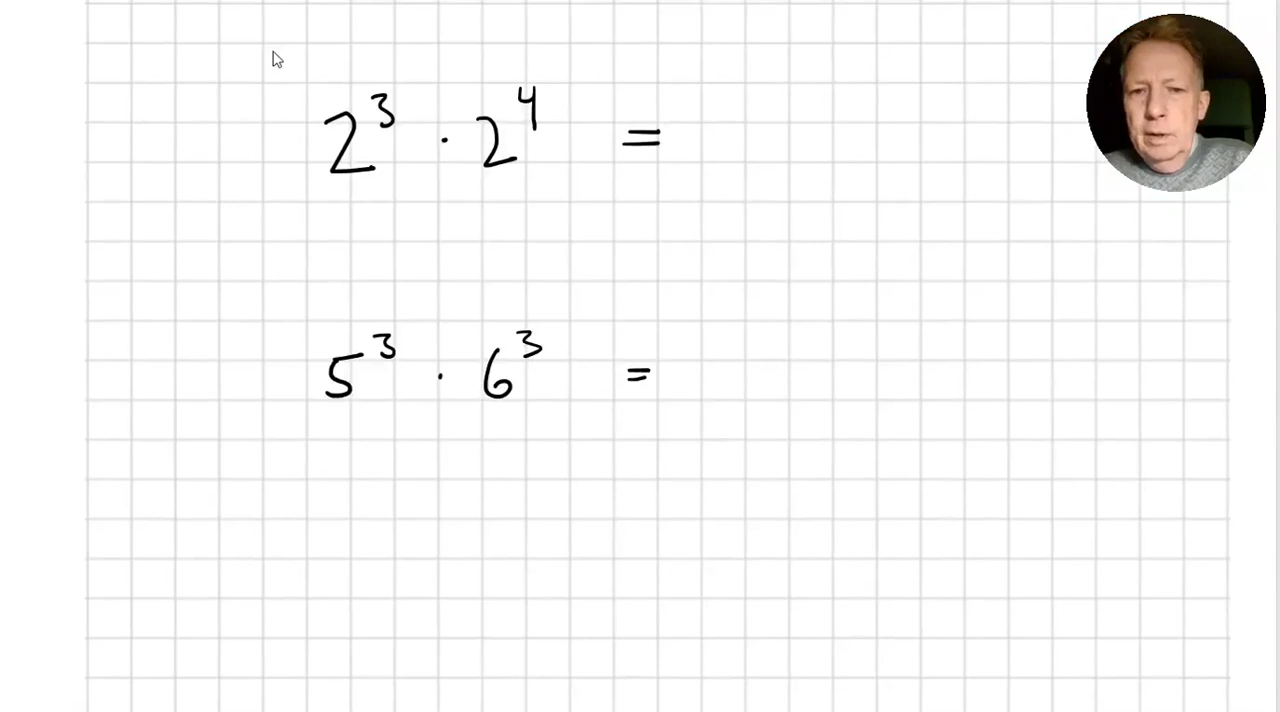 2³ · 2⁴ =
5³ · 6³ =